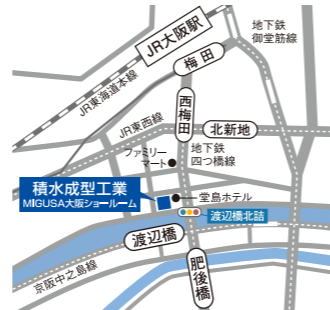 JR大阪駅
地下鉄
御堂筋線
梅田
JR東海道本線
西梅田
JR東西線
北新地
ファミリー
マート
地下鉄
四つ橋線
積水成型工業
MIGUSA大阪ショールーム
堂島ホテル
渡辺橋北詰
渡辺橋
肥後橋
京阪中之島線